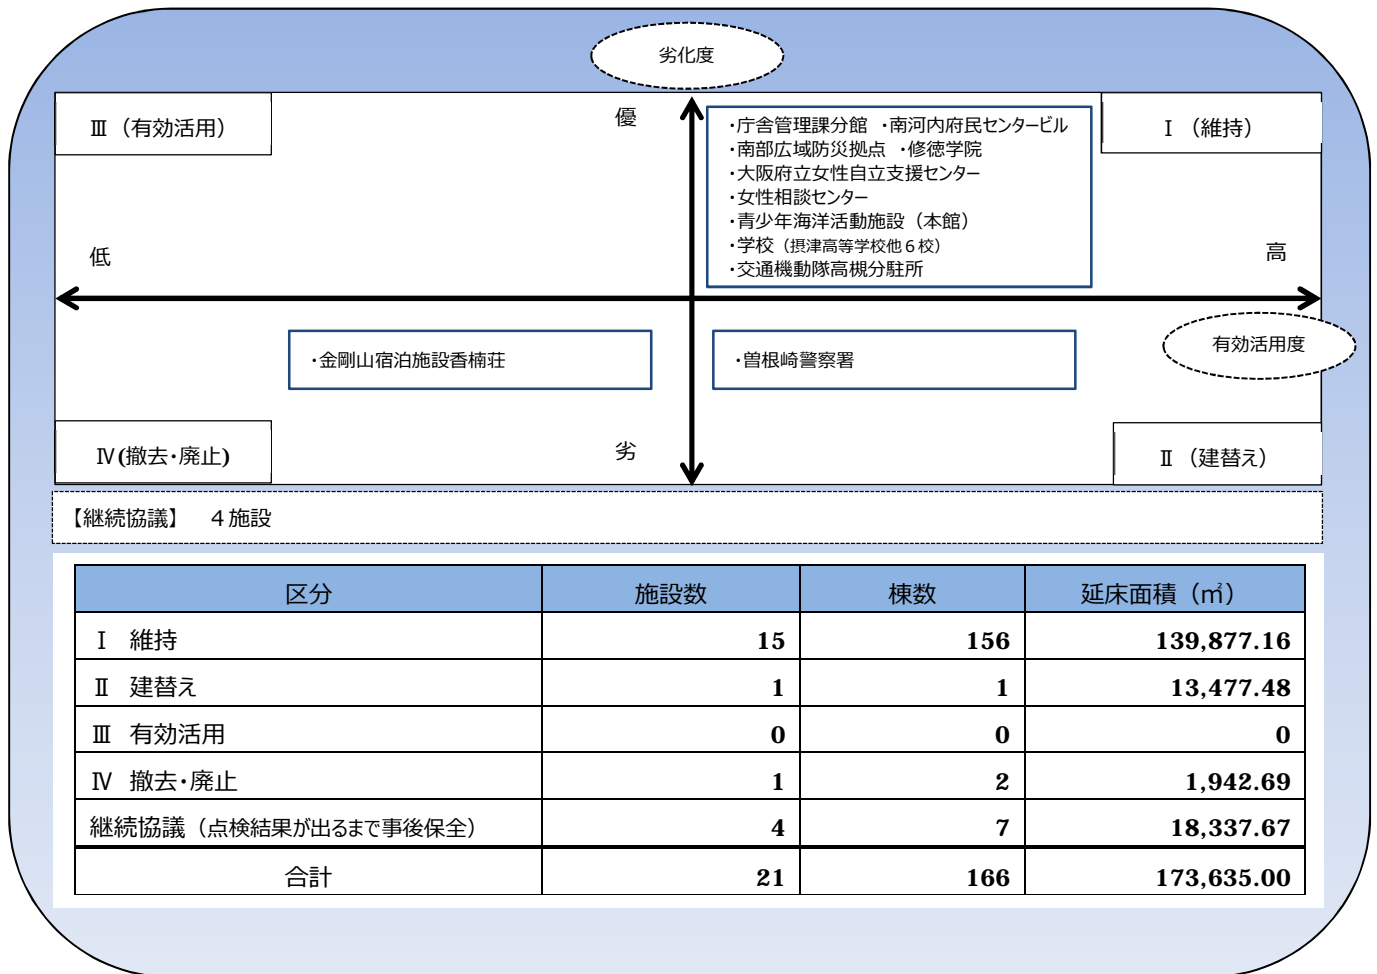 劣化度
Ⅲ（有効活用）
優
・庁舎管理課分館 ・南河内府民センタービル
・南部広域防災拠点 ・修徳学院
・大阪府立女性自立支援センター
・女性相談センター
・青少年海洋活動施設（本館）
・学校（摂津高等学校他６校）
・交通機動隊高槻分駐所
Ⅰ（維持）
低
高
有効活用度
・金剛山宿泊施設香楠荘
・曽根崎警察署
Ⅳ(撤去・廃止)
劣
Ⅱ（建替え）
【継続協議】 ４施設
区分 施設数 棟数 延床面積（㎡）
Ⅰ 維持 15 156 139,877.16
Ⅱ 建替え 1 1 13,477.48
Ⅲ 有効活用 0 0 0
Ⅳ 撤去・廃止 1 2 1,942.69
継続協議（点検結果が出るまで事後保全） 4 7 18,337.67
合計 21 166 173,635.00